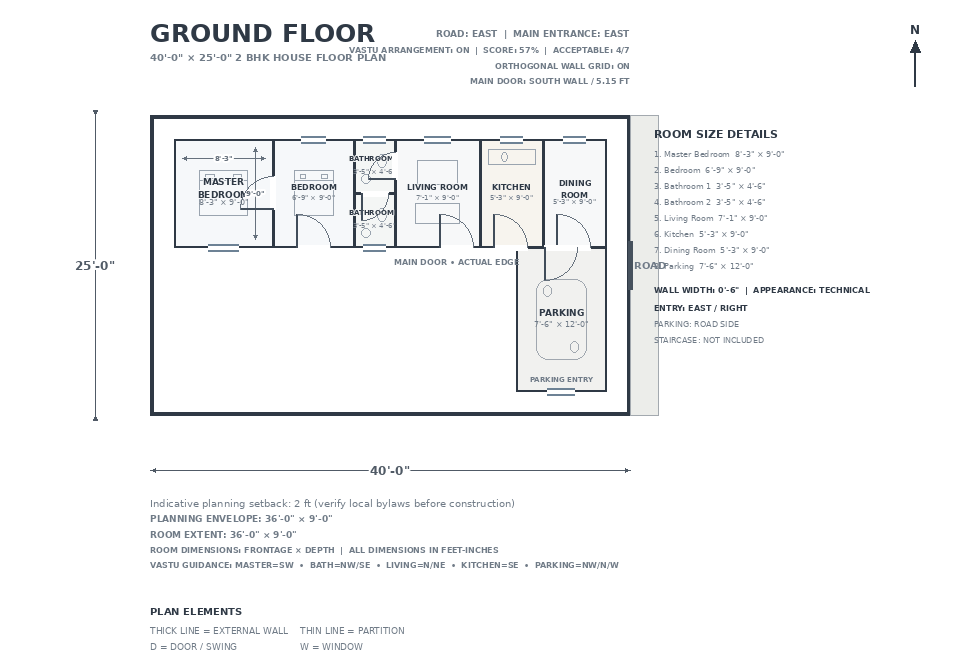 GROUND FLOOR
40'-0" × 25'-0" 2 BHK HOUSE FLOOR PLAN
ROAD: EAST | MAIN ENTRANCE: EAST
VASTU ARRANGEMENT: ON | SCORE: 57% | ACCEPTABLE: 4/7
ORTHOGONAL WALL GRID: ON
MAIN DOOR: SOUTH WALL / 5.15 FT
N
8'-3"
9'-0"
MASTER
BEDROOM
8'-3" × 9'-0"
BEDROOM
6'-9" × 9'-0"
BATHROOM
3'-5" × 4'-6
BATHROOM
3'-5" × 4'-6
LIVING ROOM
7'-1" × 9'-0"
KITCHEN
5'-3" × 9'-0"
DINING
ROOM
5'-3" × 9'-0"
MAIN DOOR • ACTUAL EDGE
PARKING
7'-6" × 12'-0"
PARKING ENTRY
ROAD
25'-0"
40'-0"
ROOM SIZE DETAILS
1. Master Bedroom 8'-3" × 9'-0"
2. Bedroom 6'-9" × 9'-0"
3. Bathroom 1 3'-5" × 4'-6"
4. Bathroom 2 3'-5" × 4'-6"
5. Living Room 7'-1" × 9'-0"
6. Kitchen 5'-3" × 9'-0"
7. Dining Room 5'-3" × 9'-0"
8. Parking 7'-6" × 12'-0"
WALL WIDTH: 0'-6" | APPEARANCE: TECHNICAL
ENTRY: EAST / RIGHT
PARKING: ROAD SIDE
STAIRCASE: NOT INCLUDED
Indicative planning setback: 2 ft (verify local bylaws before construction)
PLANNING ENVELOPE: 36'-0" × 9'-0"
ROOM EXTENT: 36'-0" × 9'-0"
ROOM DIMENSIONS: FRONTAGE × DEPTH | ALL DIMENSIONS IN FEET-INCHES
VASTU GUIDANCE: MASTER=SW • BATH=NW/SE • LIVING=N/NE • KITCHEN=SE • PARKING=NW/N/W
PLAN ELEMENTS
THICK LINE = EXTERNAL WALL THIN LINE = PARTITION
D = DOOR / SWING W = WINDOW